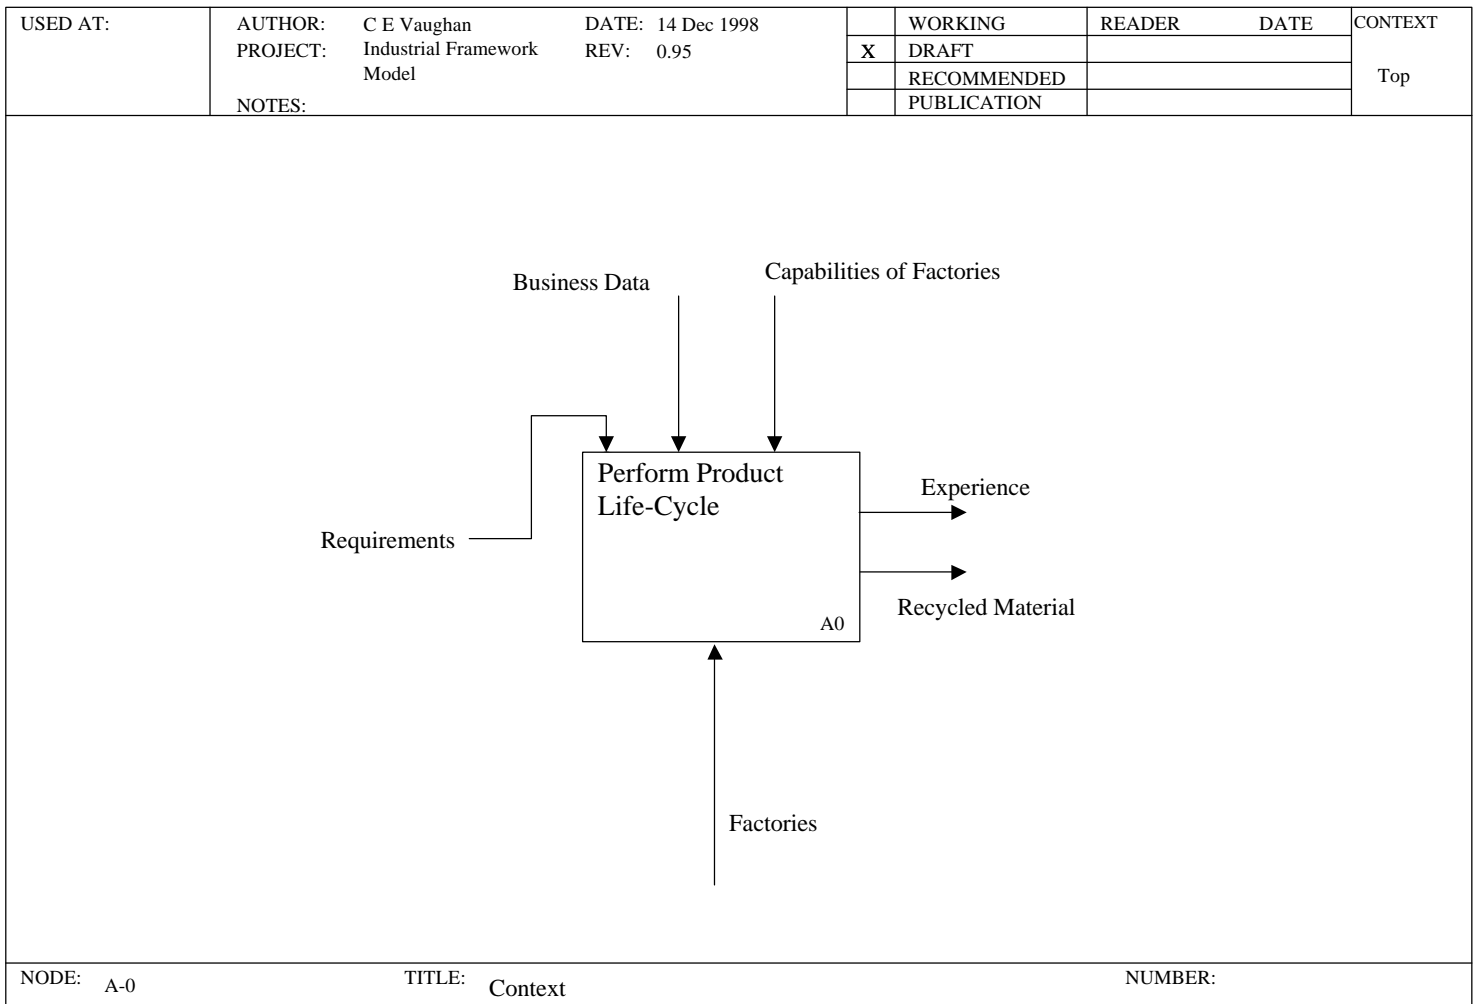 USED AT:
AUTHOR: C E Vaughan DATE: 14 Dec 1998
PROJECT: Industrial Framework REV: 0.95
Model
NOTES:
WORKING READER DATE
X DRAFT
RECOMMENDED
PUBLICATION
CONTEXT
Top
Capabilities of Factories
Business Data
Perform Product
Life-Cycle
Experience
Requirements
Recycled Material
A0
Factories
NODE: A-0 TITLE: Context NUMBER: